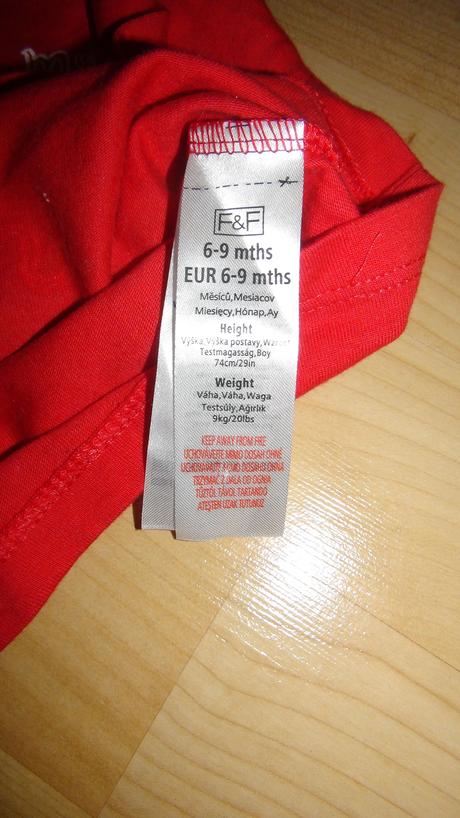 F&F
6-9 mths
EUR 6-9 mths
Měsíců,Mesiacov
Miesięcy,Hónap,Ay
Height
Výška,Výška postavy,
Testmagasság,Boy
74cm/29in
Weight
Váha,Váha,Waga
Testsúly,Ağirlik
9kg/20lbs
KEEP AWAY FROM FIRE
UCHOVÁVEJTE MIMO DOSAH OHNĚ
UCHOVÁVAJTE MIMO DOSAHU OHŇA
TRZYMAĆ Z DALA OD OGNIA
TŰZTŐL TÁVOL TARTANDÓ
ATEŞTEN UZAK TUTUNUZ